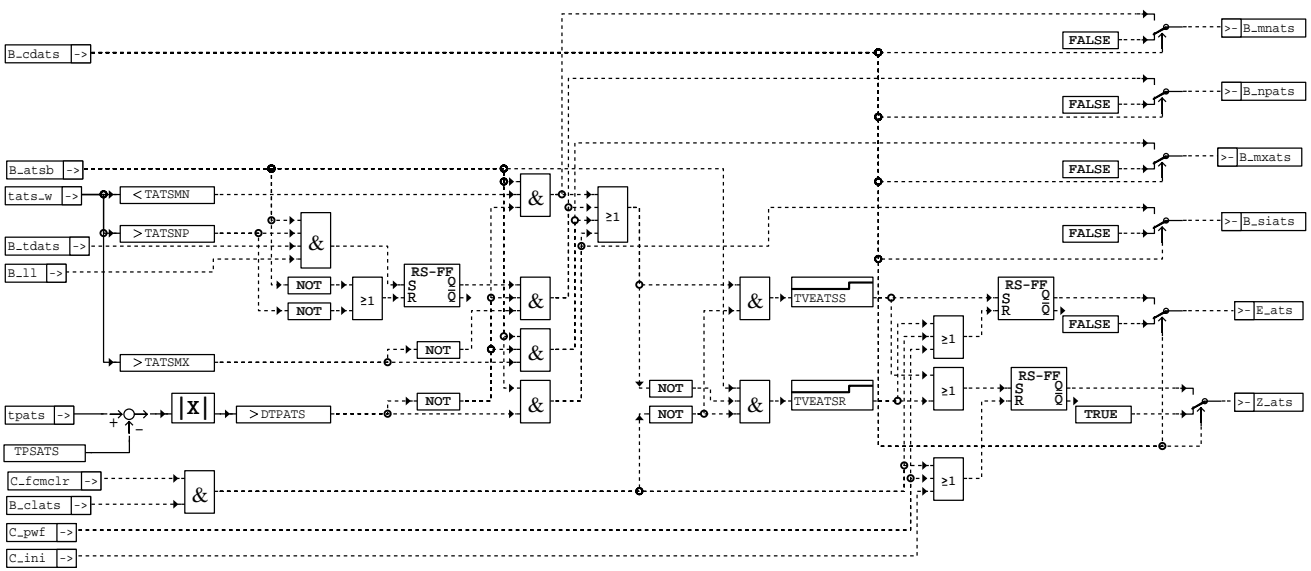 B_cdats ->
FALSE
>- B_mnats
FALSE
>- B_npats
B_atsb ->
FALSE
>- B_mxats
tats_w ->
<TATSMN
&
≥1
>TATSNP
&
B_tdats ->
FALSE
>- B_siats
B_ll ->
NOT
NOT
≥1
RS-FF
S Q
R Q̅
&
&
TVEATSS
RS-FF
S Q
R Q̅
FALSE
>- E_ats
≥1
>TATSMX
NOT
&
RS-FF
S Q
R Q̅
tpats ->
+
−
|X|
>DTPATS
NOT
&
NOT
NOT
&
TVEATSR
≥1
TRUE
>- Z_ats
TPSATS
C_fcmclr ->
B_clats ->
&
≥1
C_pwf ->
C_ini ->